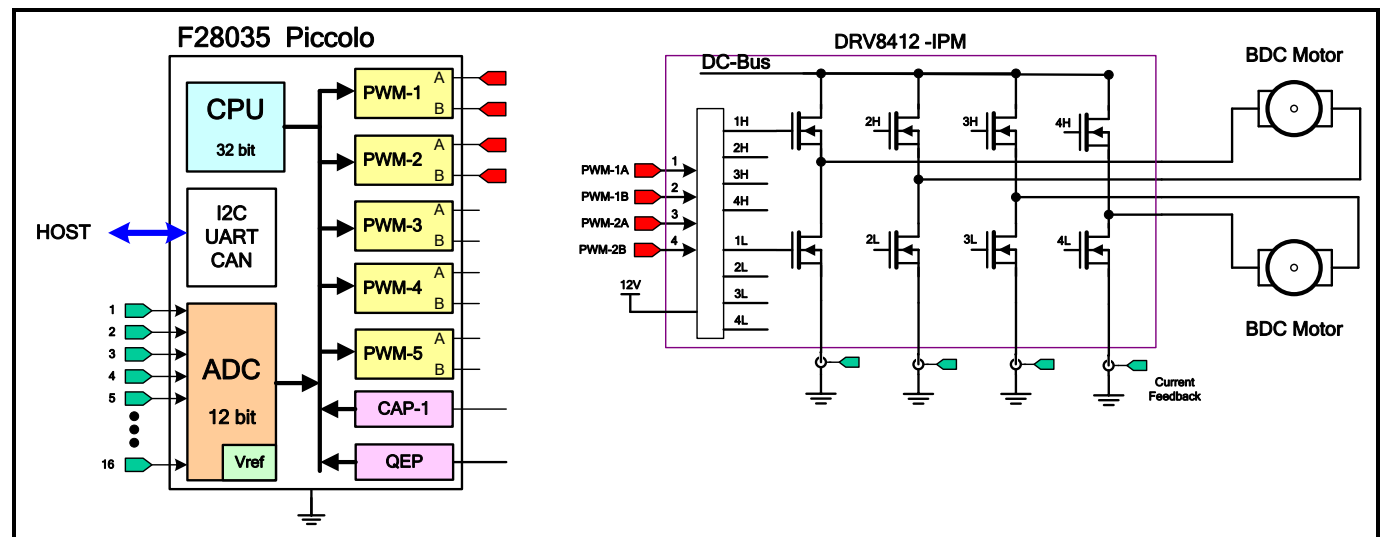 F28035 Piccolo
CPU
32 bit
I2C
UART
CAN
HOST
ADC
12 bit
Vref
1
2
3
4
5
16
PWM-1
A
B
PWM-2
A
B
PWM-3
A
B
PWM-4
A
B
PWM-5
A
B
CAP-1
QEP
DRV8412 -IPM
DC-Bus
PWM-1A
1
PWM-1B
2
PWM-2A
3
PWM-2B
4
12V
1H
2H
3H
4H
1L
2L
3L
4L
2H
3H
4H
2L
3L
4L
BDC Motor
BDC Motor
Current
Feedback